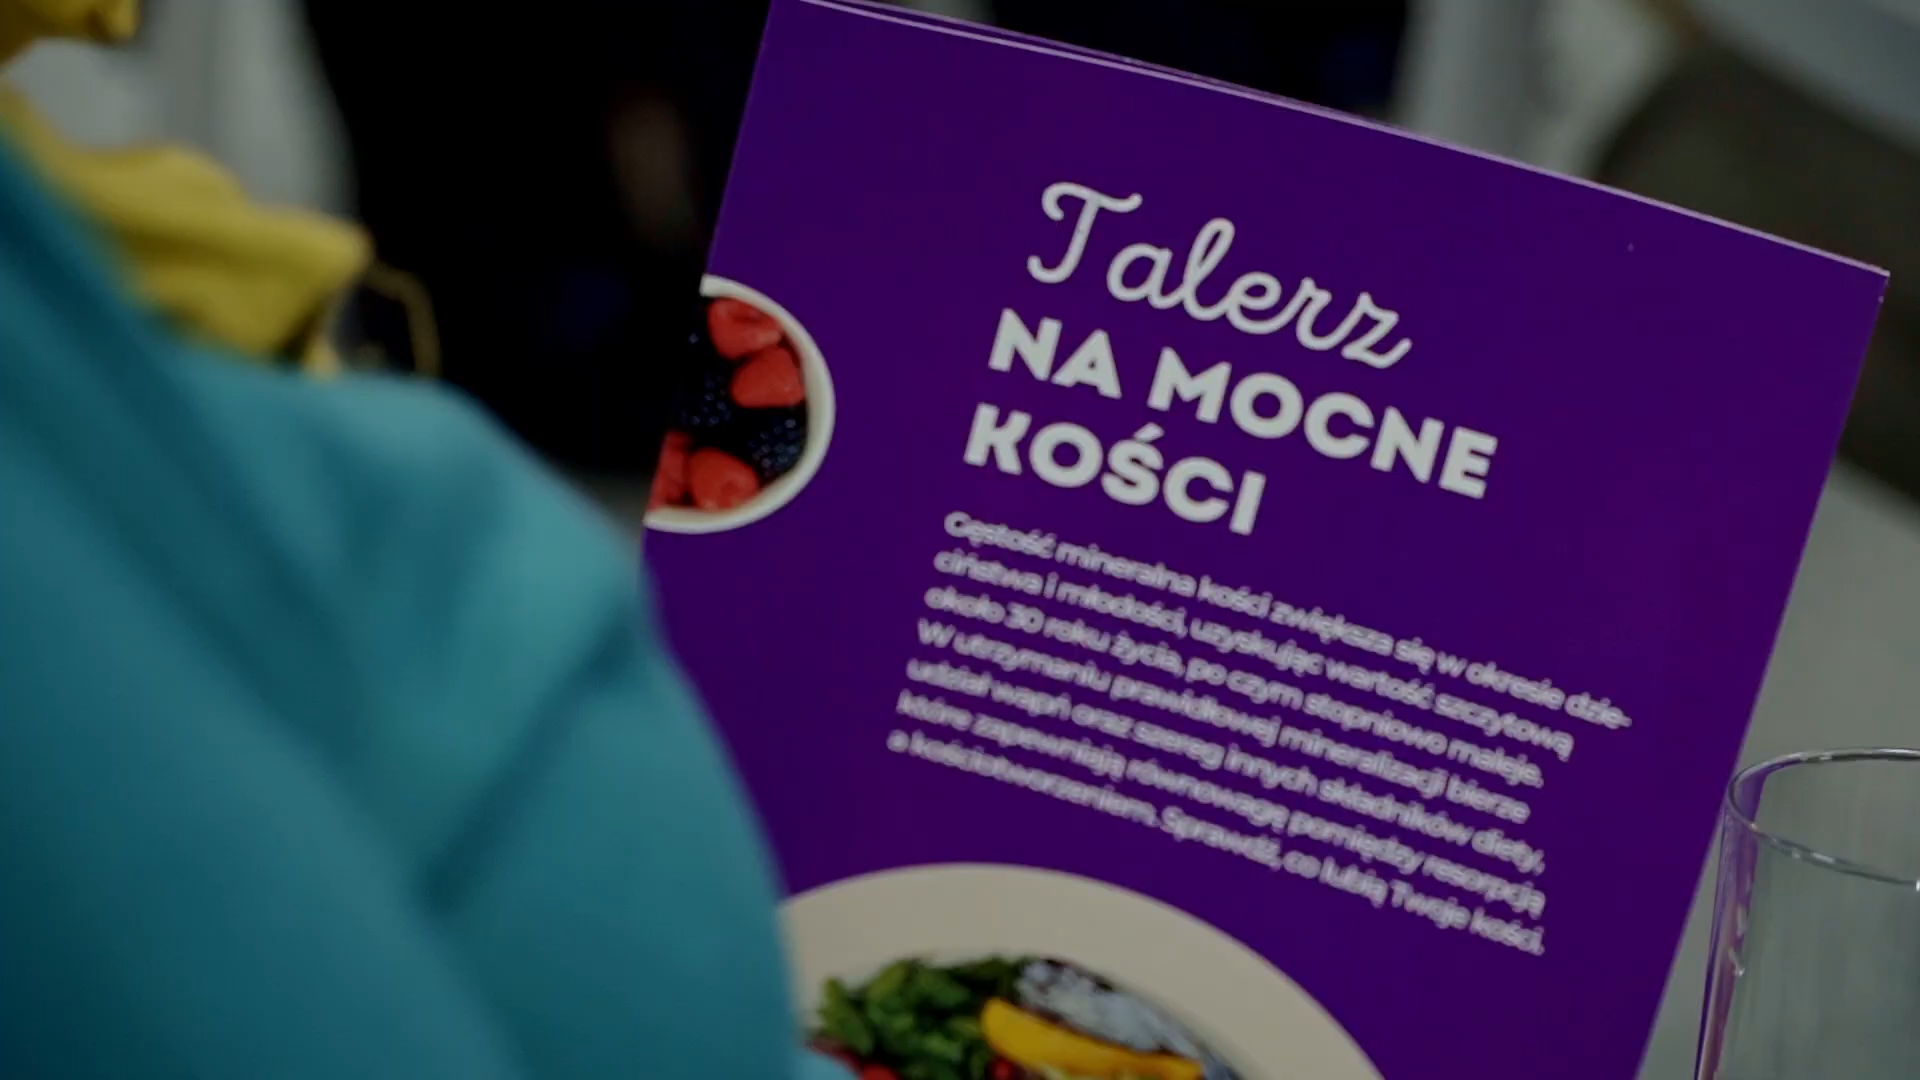 Talerz
NA MOCNE
KOŚCI
Gęstość mineralna kości zwiększa się w okresie dzie-
ciństwa i młodości, uzyskując wartość szczytową
około 30 roku życia, po czym stopniowo maleje.
W utrzymaniu prawidłowej mineralizacji bierze
udział wapń oraz szereg innych składników diety,
które zapewniają równowagę pomiędzy resorpcją
a kościotworzeniem. Sprawdź, co lubią Twoje kości.